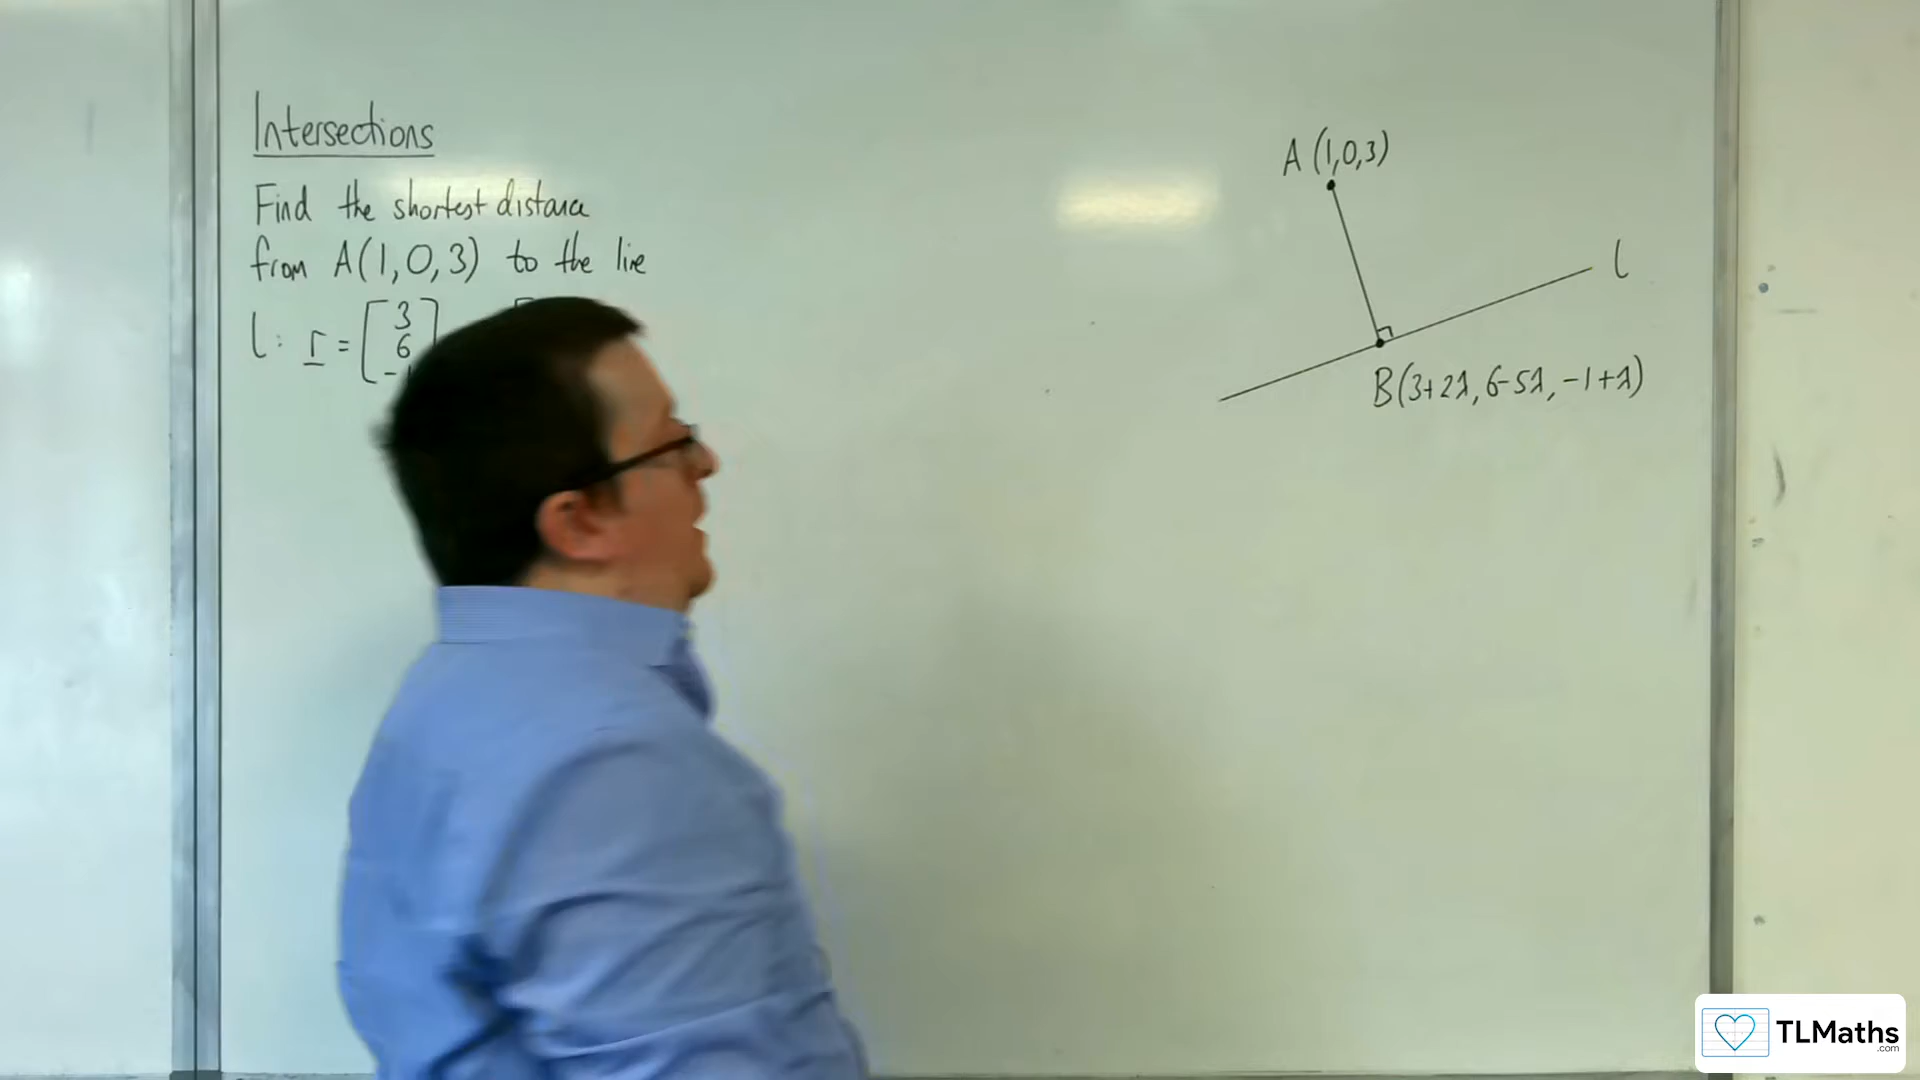 Intersections
Find the shortest distance
from A(1,0,3) to the line
l: r = [3
6
A (1,0,3)
l
B(3+2λ, 6-5λ, -1+λ)
TLMaths
.com